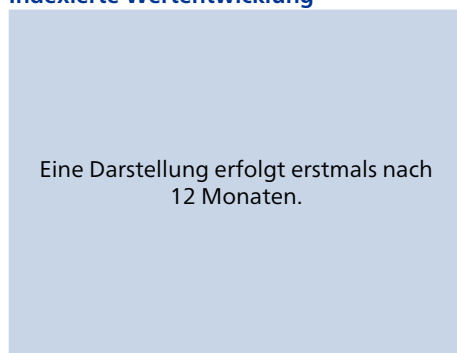 Indexierte Wertentwicklung
Eine Darstellung erfolgt erstmals nach
12 Monaten.